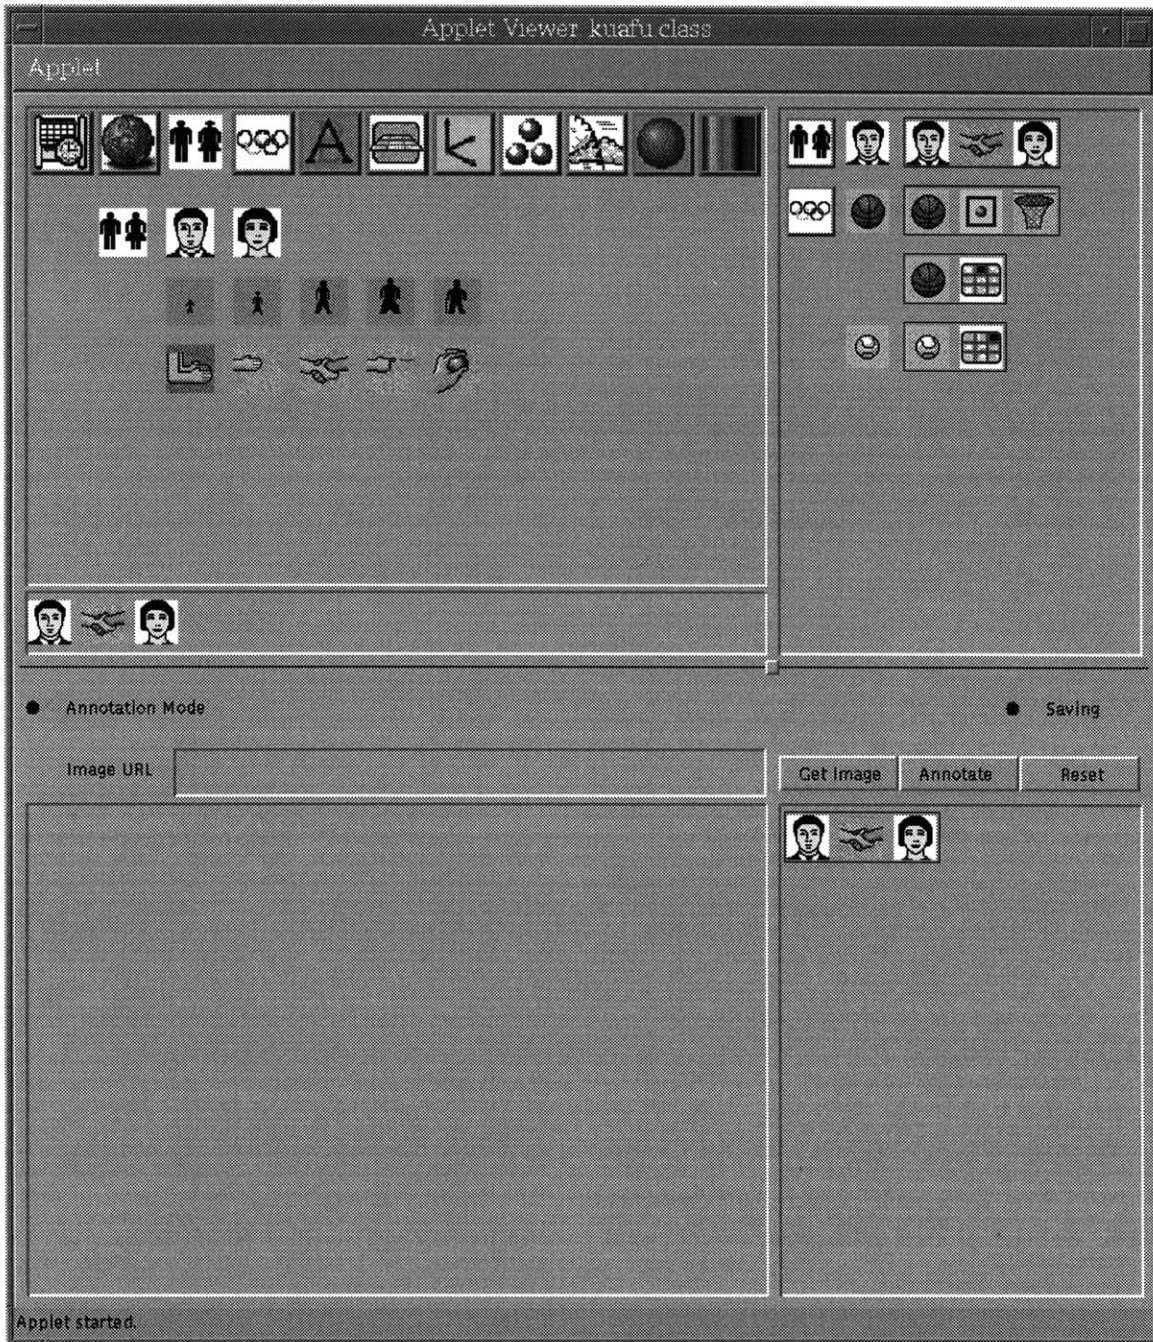 Applet Viewer: kuafu.class
Applet
A
Annotation Mode
Saving
Image URL
Get Image
Annotate
Reset
Applet started.